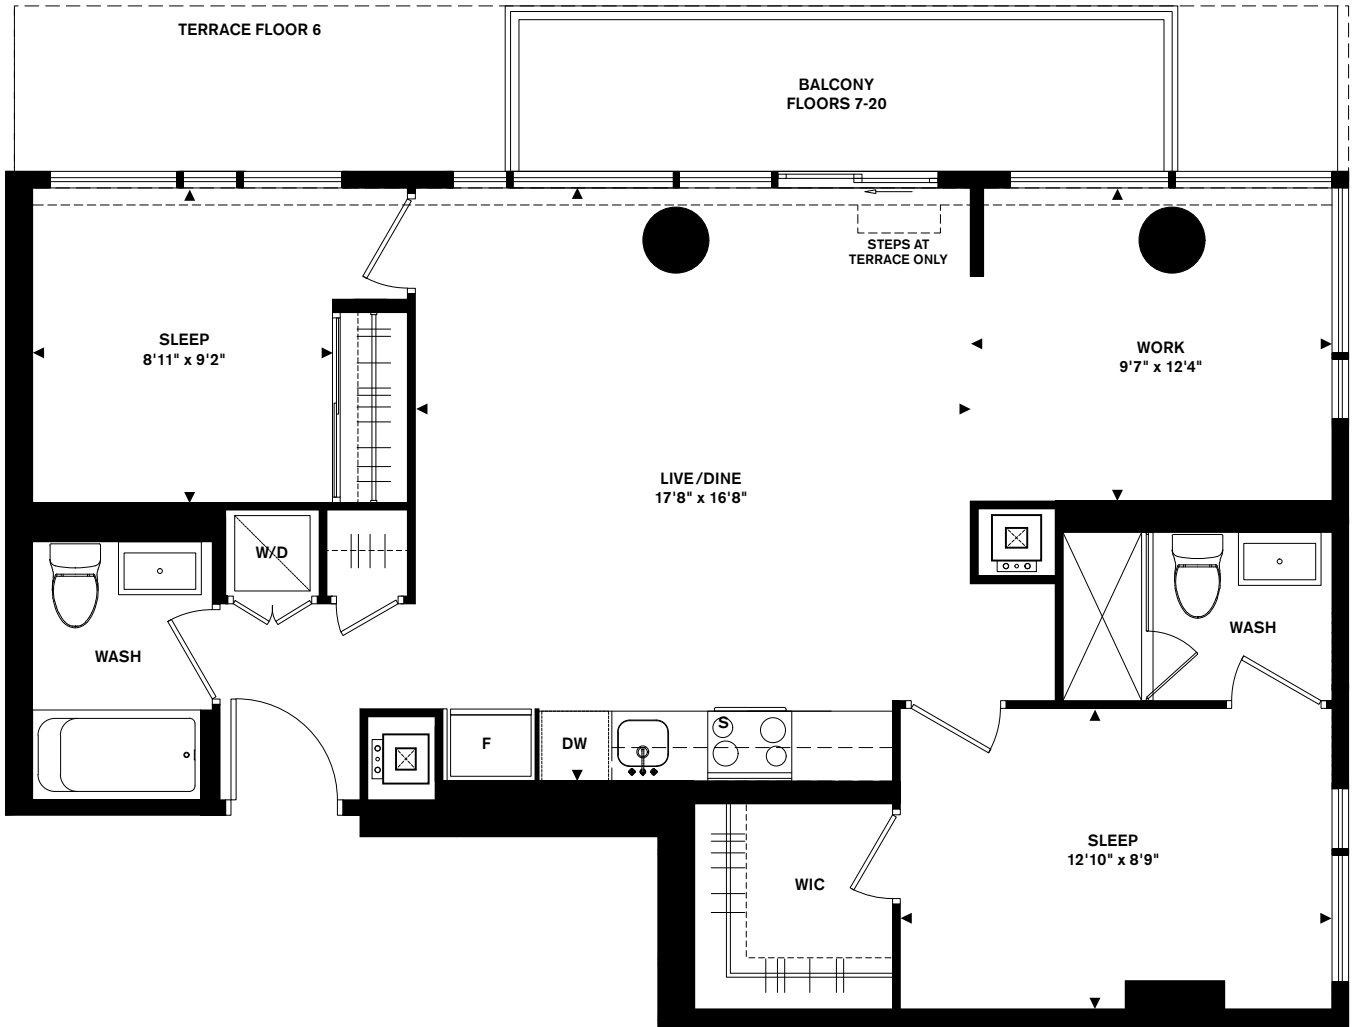 TERRACE FLOOR 6
BALCONY
FLOORS 7-20
STEPS AT
TERRACE ONLY
SLEEP
8'11" x 9'2"
WORK
9'7" x 12'4"
LIVE/DINE
17'8" x 16'8"
W/D
WASH
WASH
F
DW
S
SLEEP
12'10" x 8'9"
WIC